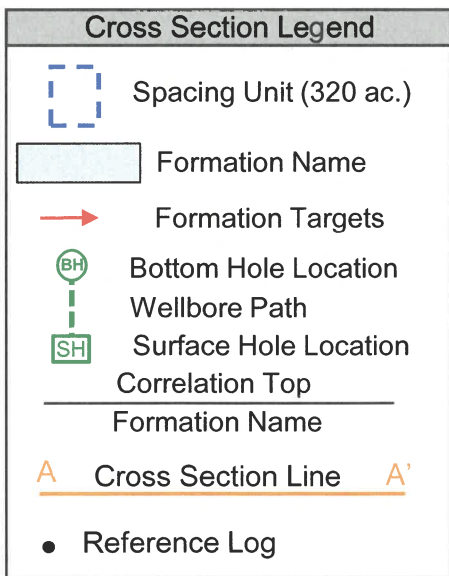 Cross Section Legend
Spacing Unit (320 ac.)
Formation Name
Formation Targets
BH Bottom Hole Location
Wellbore Path
SH Surface Hole Location
Correlation Top
Formation Name
A Cross Section Line A'
Reference Log